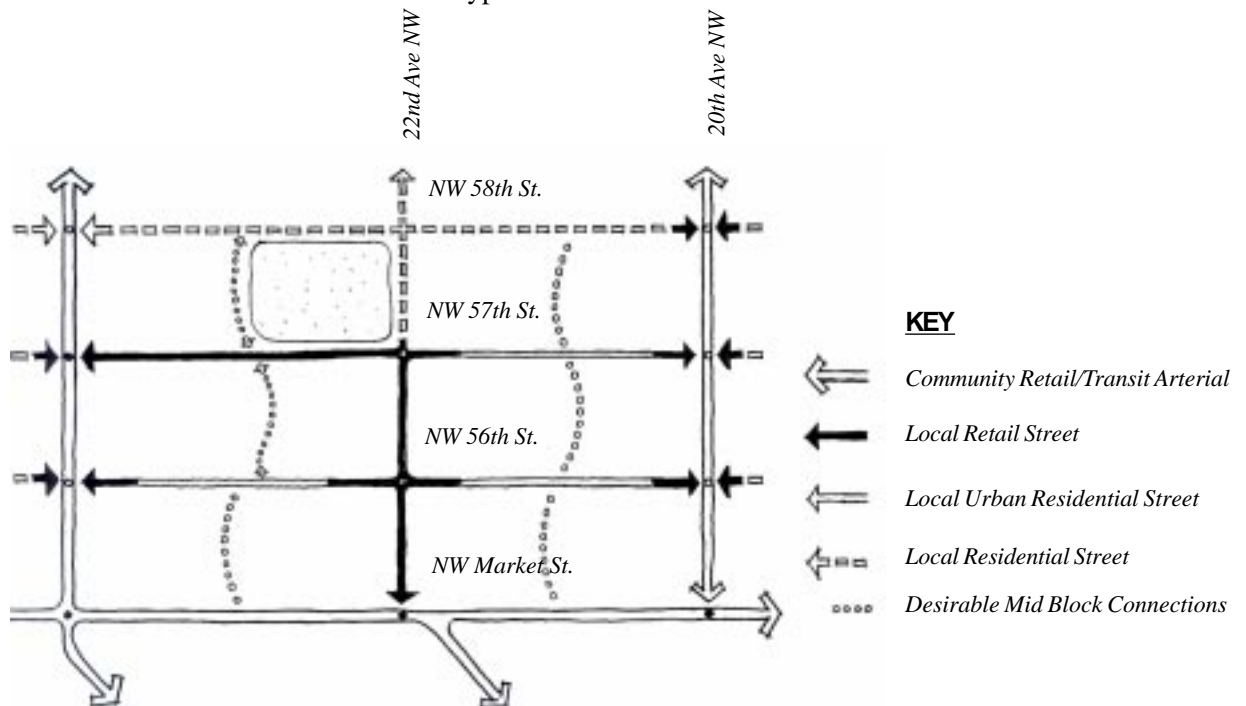 22nd Ave NW
20th Ave NW
NW 58th St.
NW 57th St.
NW 56th St.
NW Market St.
KEY
Community Retail/Transit Arterial
Local Retail Street
Local Urban Residential Street
Local Residential Street
Desirable Mid Block Connections